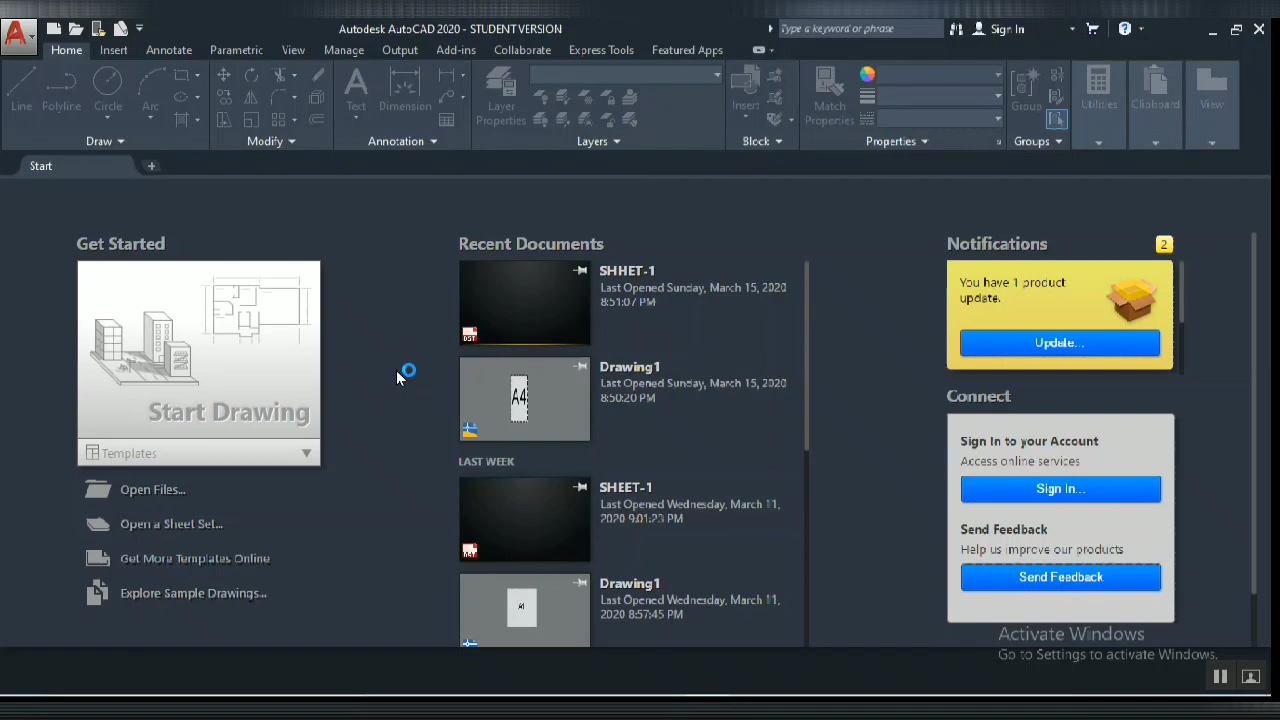 Autodesk AutoCAD 2020 - STUDENT VERSION
Type a keyword or phrase
Sign In
Home Insert Annotate Parametric View Manage Output Add-ins Collaborate Express Tools Featured Apps
Line Polyline Circle Arc Text Dimension Layer Properties Insert Match Properties Group Utilities Clipboard View
Draw Modify Annotation Layers Block Properties Groups
Start
Get Started
Start Drawing
Templates
Open Files...
Open a Sheet Set...
Get More Templates Online
Explore Sample Drawings...
Recent Documents
DST
SHHET-1
Last Opened Sunday, March 15, 2020
8:51:07 PM
A4
Drawing1
Last Opened Sunday, March 15, 2020
8:50:20 PM
LAST WEEK
DST
SHEET-1
Last Opened Wednesday, March 11,
2020 9:01:23 PM
Drawing1
Last Opened Wednesday, March 11,
2020 8:57:45 PM
Notifications 2
You have 1 product
update.
Update...
Connect
Sign In to your Account
Access online services
Sign In...
Send Feedback
Help us improve our products
Send Feedback
Activate Windows
Go to Settings to activate Windows.